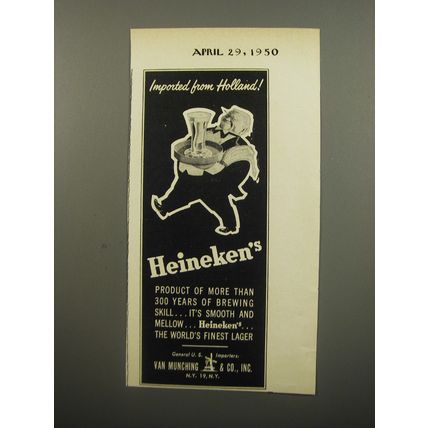 APRIL 29, 1950
Imported from Holland!
Heineken's
PRODUCT OF MORE THAN
300 YEARS OF BREWING
SKILL... IT'S SMOOTH AND
MELLOW... Heineken's...
THE WORLD'S FINEST LAGER
General U. S. Importers:
VAN MUNCHING & CO., INC.
N.Y. 19, N.Y.